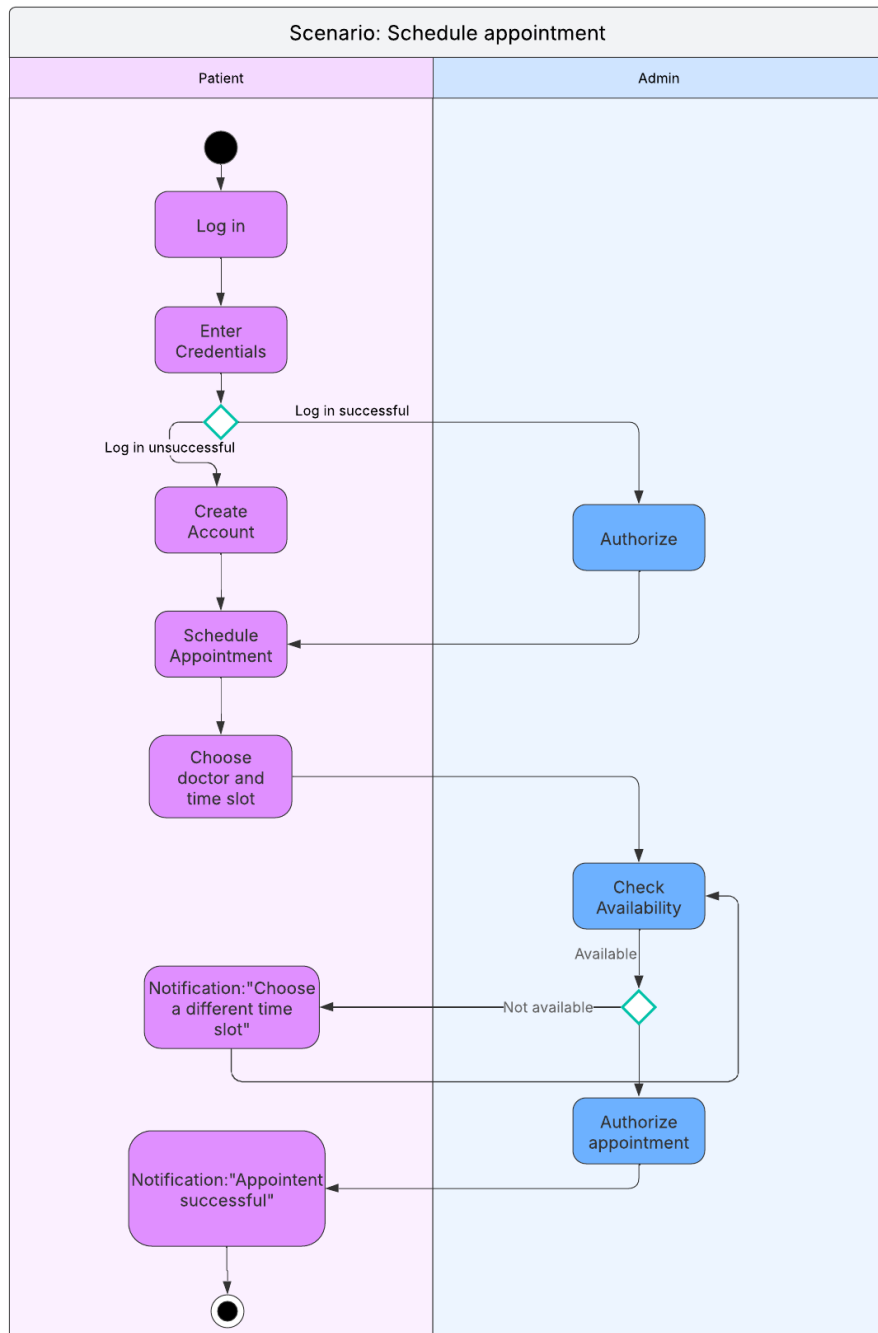 Scenario: Schedule appointment
Patient
Admin
Log in
Enter
Credentials
Log in successful
Log in unsuccessful
Create
Account
Authorize
Schedule
Appointment
Choose
doctor and
time slot
Check
Availability
Available
Notification:"Choose
a different time
slot"
Not available
Authorize
appointment
Notification:"Appointent
successful"